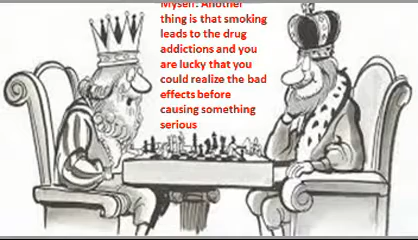 Myself: Another
thing is that smoking
leads to the drug
addictions and you
are lucky that you
could realize the bad
effects before
causing something
serious